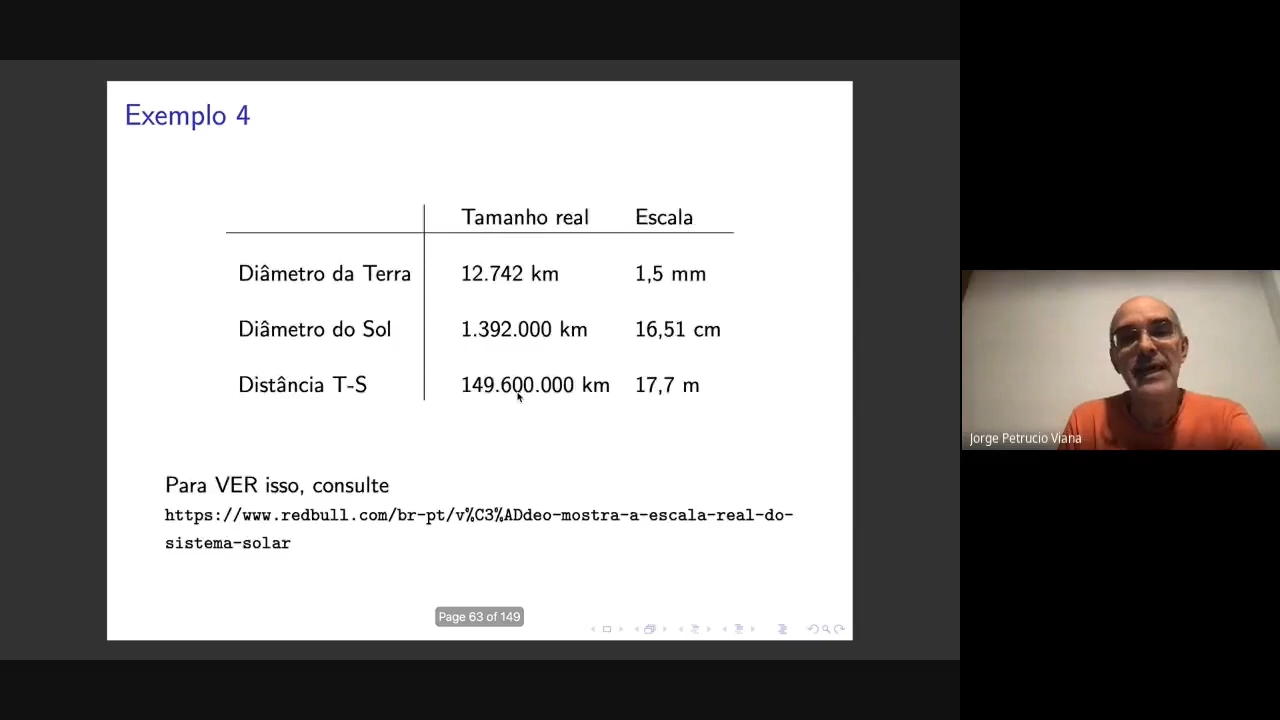 Exemplo 4
Tamanho real Escala
Diâmetro da Terra 12.742 km 1,5 mm
Diâmetro do Sol 1.392.000 km 16,51 cm
Distância T-S 149.600.000 km 17,7 m
Para VER isso, consulte
https://www.redbull.com/br-pt/v%C3%ADdeo-mostra-a-escala-real-do-
sistema-solar
Page 63 of 149
Jorge Petrucio Viana